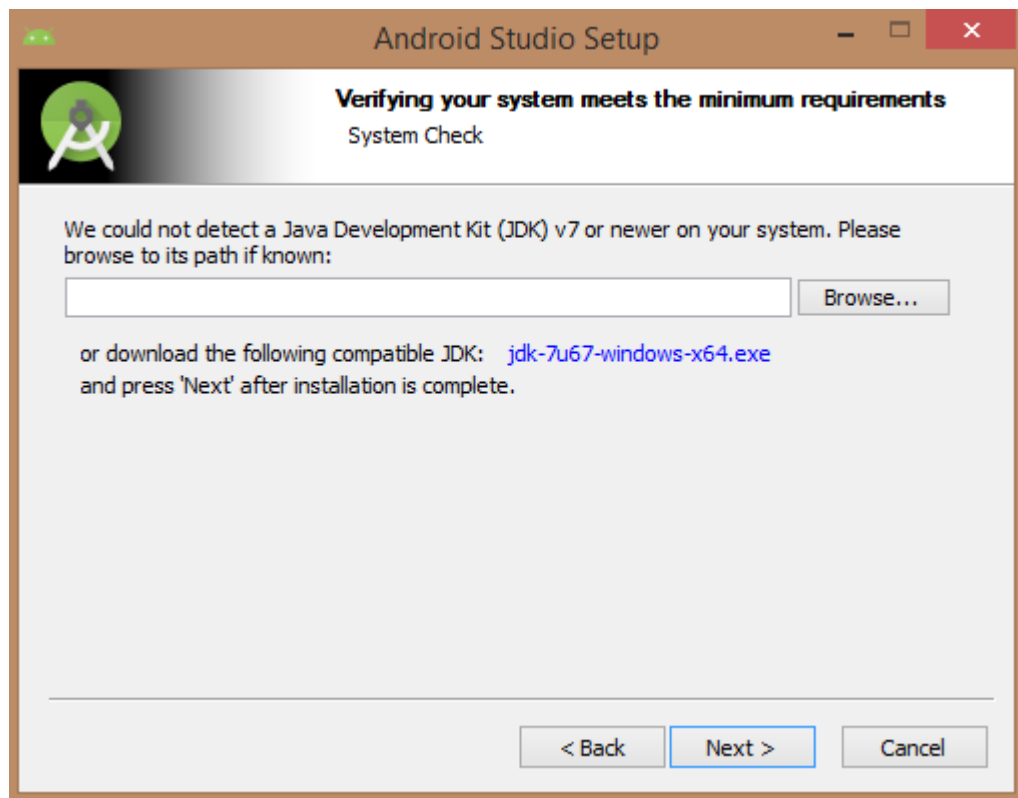 Android Studio Setup
Verifying your system meets the minimum requirements
System Check
We could not detect a Java Development Kit (JDK) v7 or newer on your system. Please
browse to its path if known:
Browse...
or download the following compatible JDK: jdk-7u67-windows-x64.exe
and press 'Next' after installation is complete.
< Back Next > Cancel